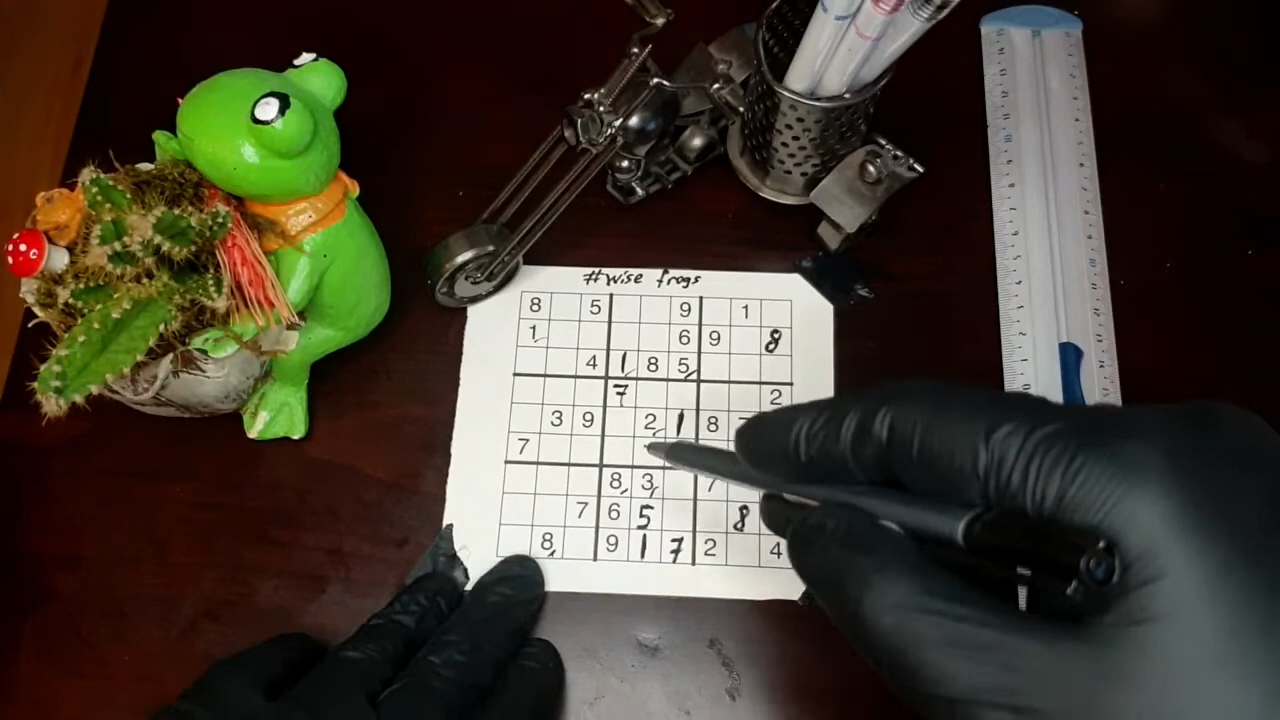 #wise frogs
8 5 9 1
1 6 9 8
4 1 8 5
7 2
3 9 2 1 8
7
8 3 7
7 6 5 8
8 9 1 7 2 4